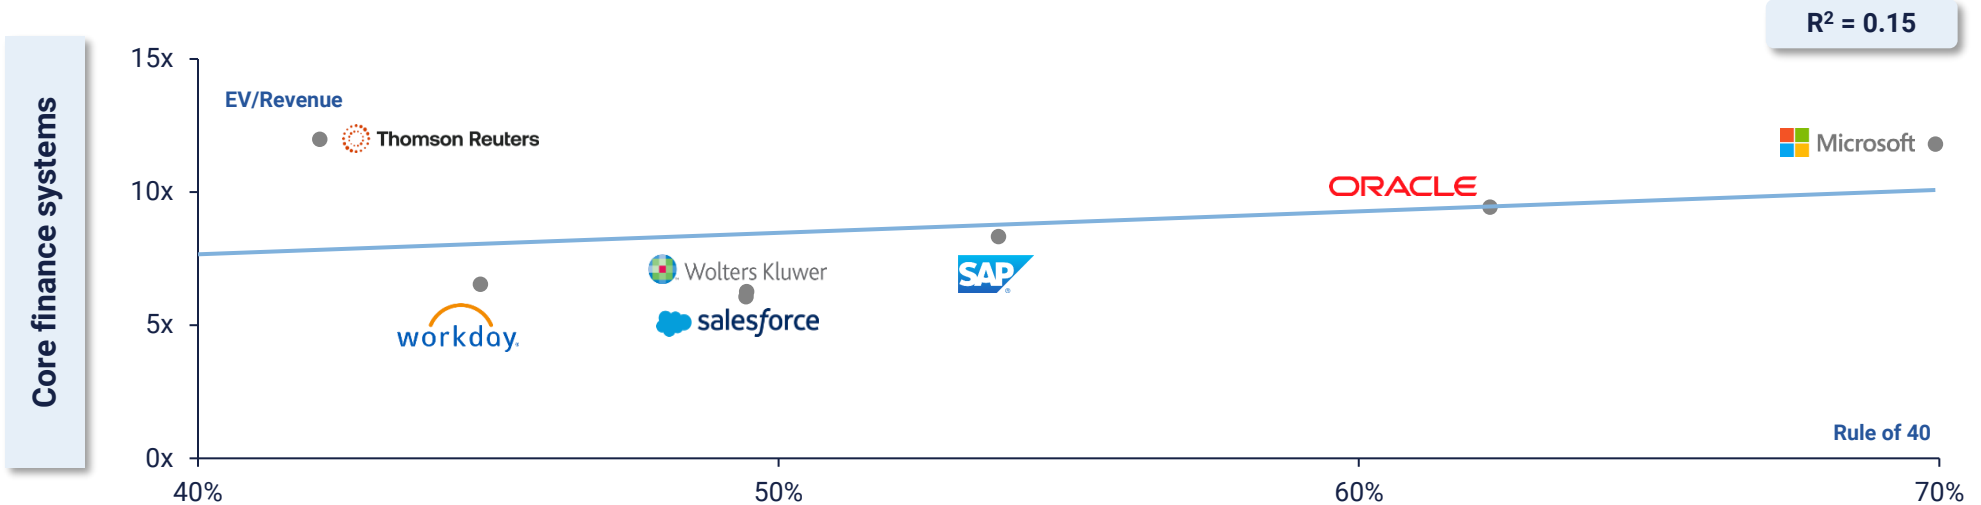 R² = 0.15
Core finance systems
15x
EV/Revenue
Thomson Reuters
Microsoft
10x
ORACLE
Wolters Kluwer
SAP®
5x
workday.
salesforce
Rule of 40
0x
40%
50%
60%
70%